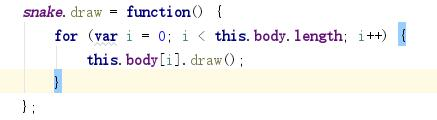 snake.draw = function() {
    for (var i = 0; i < this.body.length; i++) {
        this.body[i].draw();
    }
};